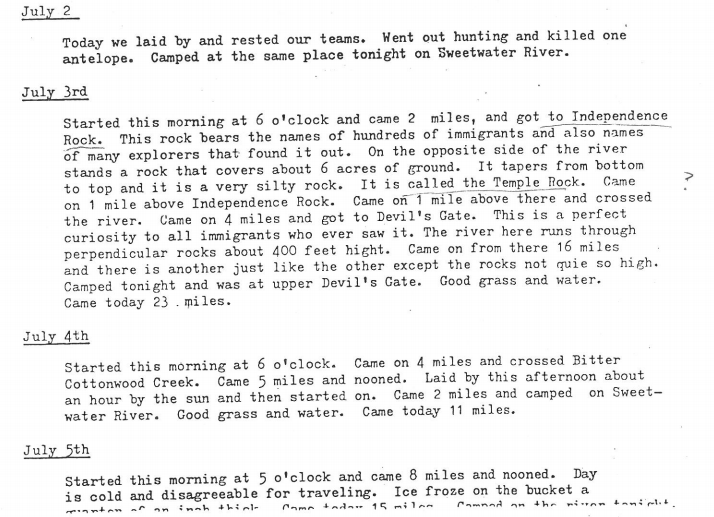 July 2
Today we laid by and rested our teams. Went out hunting and killed one
antelope. Camped at the same place tonight on Sweetwater River.
July 3rd
Started this morning at 6 o'clock and came 2 miles, and got to Independence
Rock. This rock bears the names of hundreds of immigrants and also names
of many explorers that found it out. On the opposite side of the river
stands a rock that covers about 6 acres of ground. It tapers from bottom
to top and it is a very silty rock. It is called the Temple Rock. Came
?
on 1 mile above Independence Rock. Came on 1 mile above there and crossed
the river. Came on 4 miles and got to Devil's Gate. This is a perfect
curiosity to all immigrants who ever saw it. The river here runs through
perpendicular rocks about 400 feet hight. Came on from there 16 miles
and there is another just like the other except the rocks not quie so high.
Camped tonight and was at upper Devil's Gate. Good grass and water.
Came today 23 miles.
July 4th
Started this morning at 6 o'clock. Came on 4 miles and crossed Bitter
Cottonwood Creek. Came 5 miles and nooned. Laid by this afternoon about
an hour by the sun and then started on. Came 2 miles and camped on Sweet-
water River. Good grass and water. Came today 11 miles.
July 5th
Started this morning at 5 o'clock and came 8 miles and nooned. Day
is cold and disagreeable for traveling. Ice froze on the bucket a
quarter of an inch thick. Came today 15 miles. Camped on the river tonight.